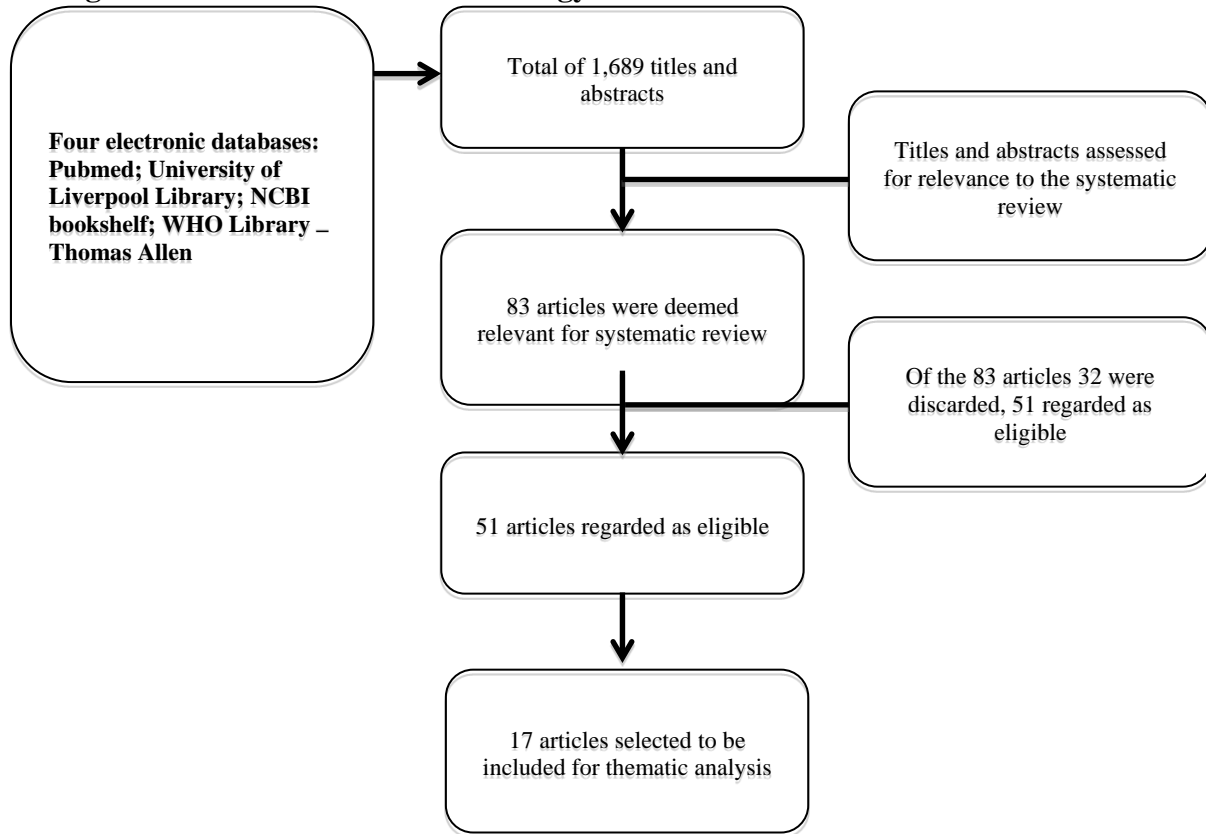 Four electronic databases:
Pubmed; University of
Liverpool Library; NCBI
bookshelf; WHO Library _
Thomas Allen
Total of 1,689 titles and
abstracts
Titles and abstracts assessed
for relevance to the systematic
review
83 articles were deemed
relevant for systematic review
Of the 83 articles 32 were
discarded, 51 regarded as
eligible
51 articles regarded as eligible
17 articles selected to be
included for thematic analysis